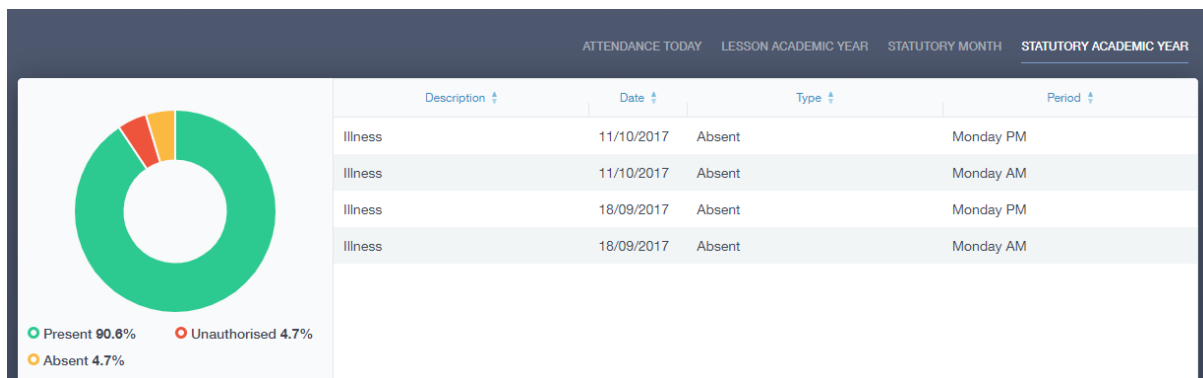 ATTENDANCE TODAY LESSON ACADEMIC YEAR STATUTORY MONTH STATUTORY ACADEMIC YEAR
Description Date Type Period
Illness 11/10/2017 Absent Monday PM
Illness 11/10/2017 Absent Monday AM
Illness 18/09/2017 Absent Monday PM
Illness 18/09/2017 Absent Monday AM
Present 90.6% Unauthorised 4.7%
Absent 4.7%